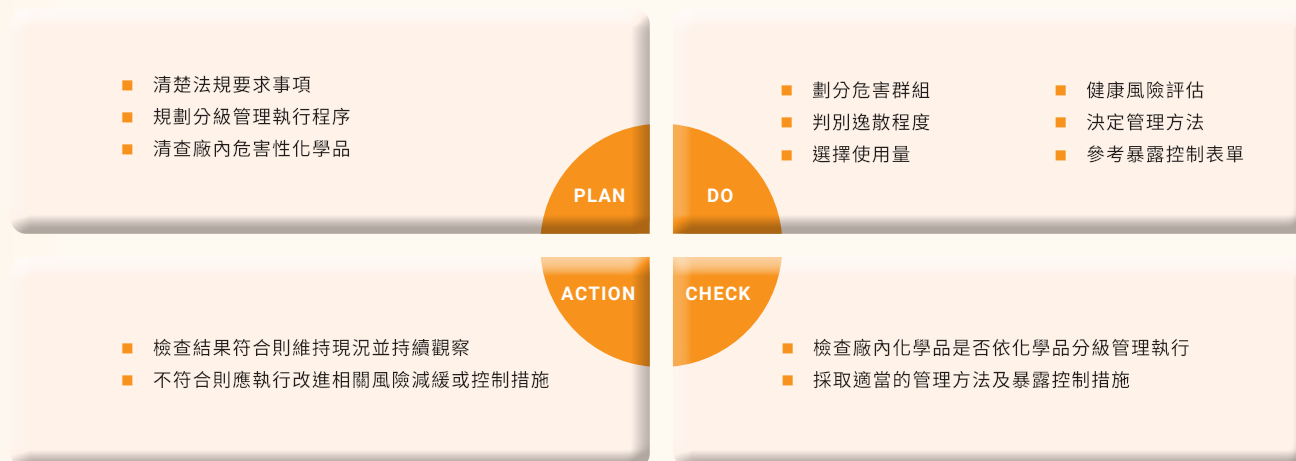 清楚法規要求事項
規劃分級管理執行程序
清查廠內危害性化學品
PLAN
劃分危害群組
判別逸散程度
選擇使用量
健康風險評估
決定管理方法
參考暴露控制表單
DO
ACTION
檢查結果符合則維持現況並持續觀察
不符合則應執行改進相關風險減緩或控制措施
CHECK
檢查廠內化學品是否依化學品分級管理執行
採取適當的管理方法及暴露控制措施